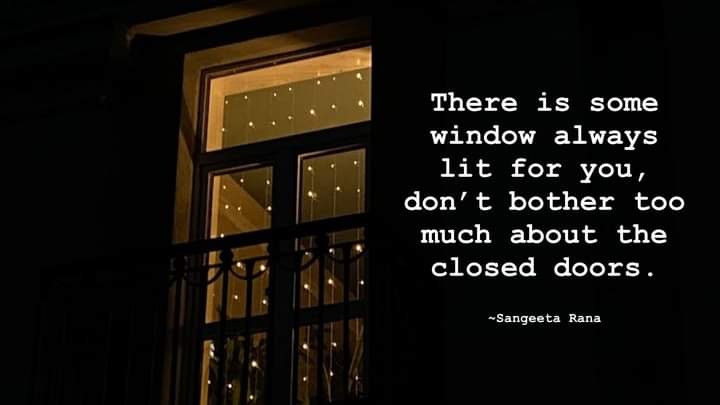 There is some
window always
lit for you,
don’t bother too
much about the
closed doors.
~Sangeeta Rana